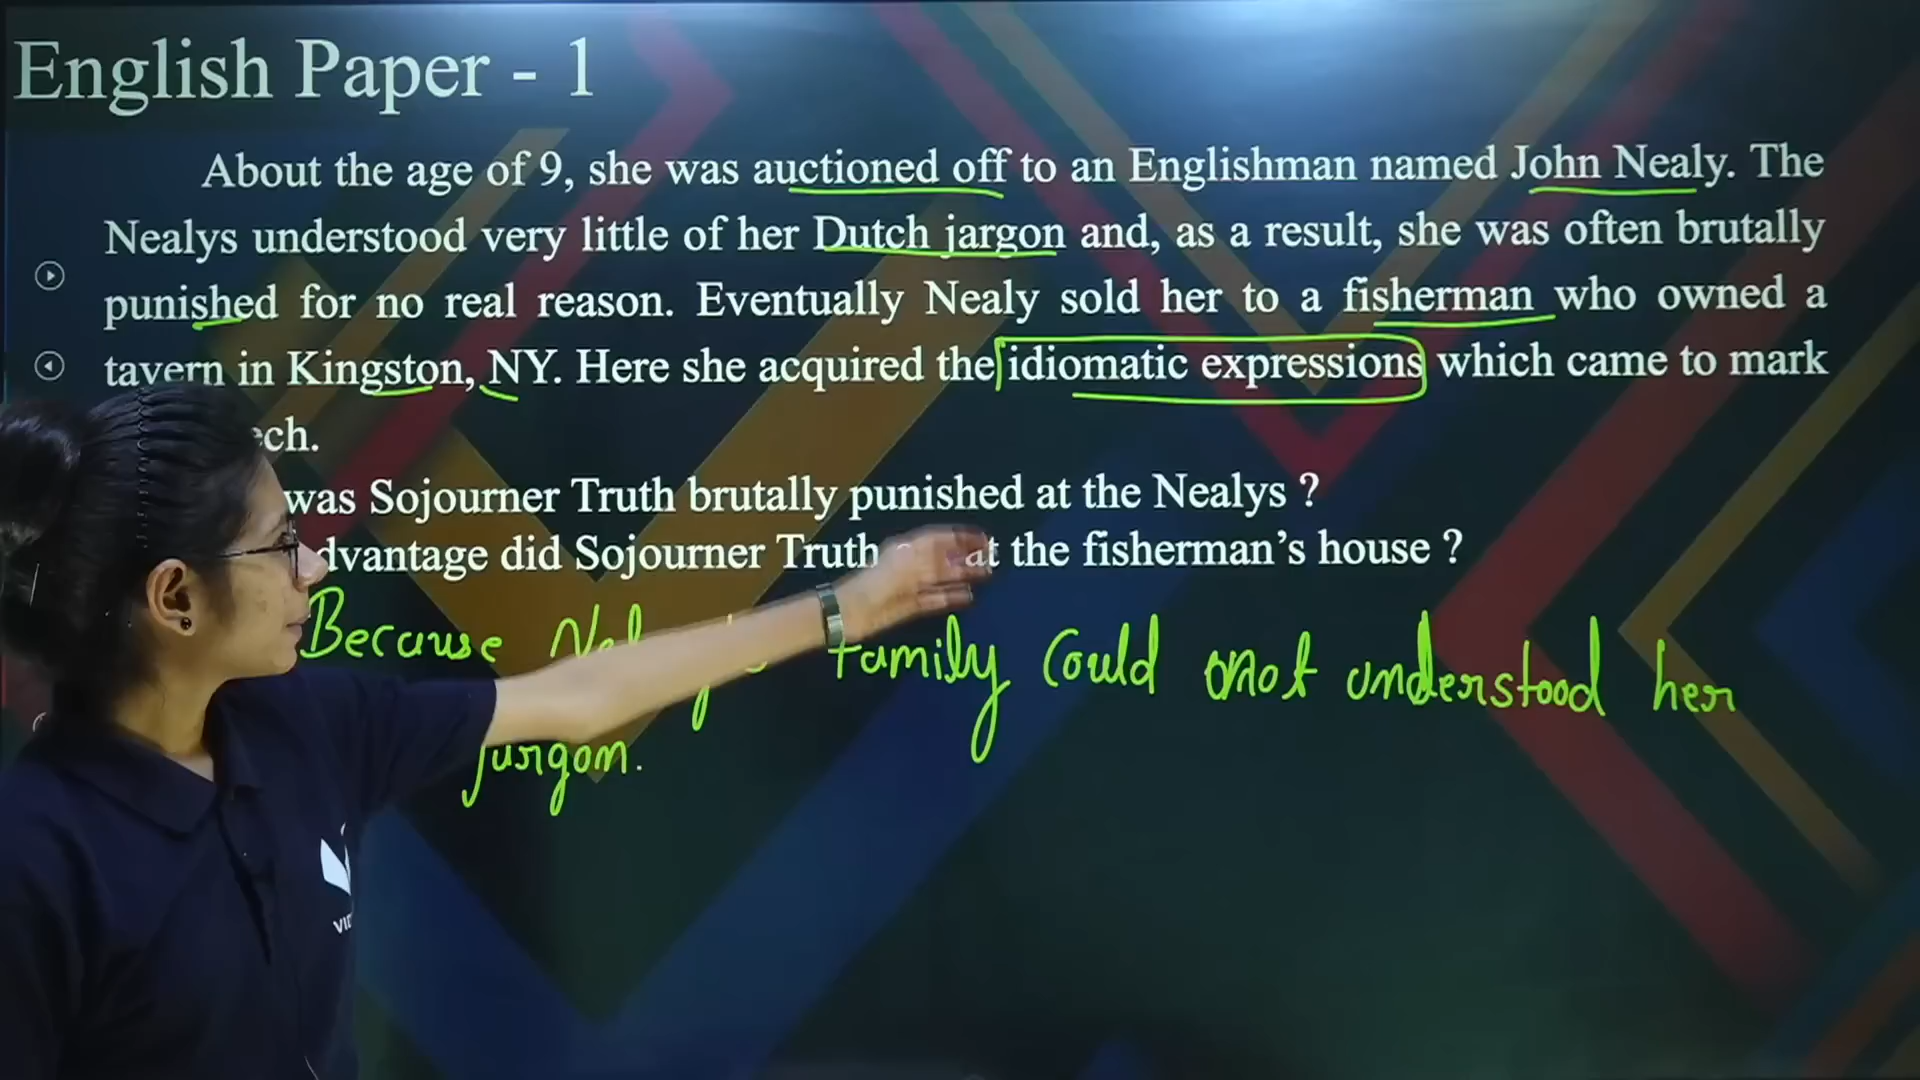 English Paper - 1
About the age of 9, she was auctioned off to an Englishman named John Nealy. The
Nealys understood very little of her Dutch jargon and, as a result, she was often brutally
punished for no real reason. Eventually Nealy sold her to a fisherman who owned a
tavern in Kingston, NY. Here she acquired the idiomatic expressions which came to mark
ech.
was Sojourner Truth brutally punished at the Nealys ?
dvantage did Sojourner Truth at the fisherman's house ?
Because family Could not understood her
jurgon.